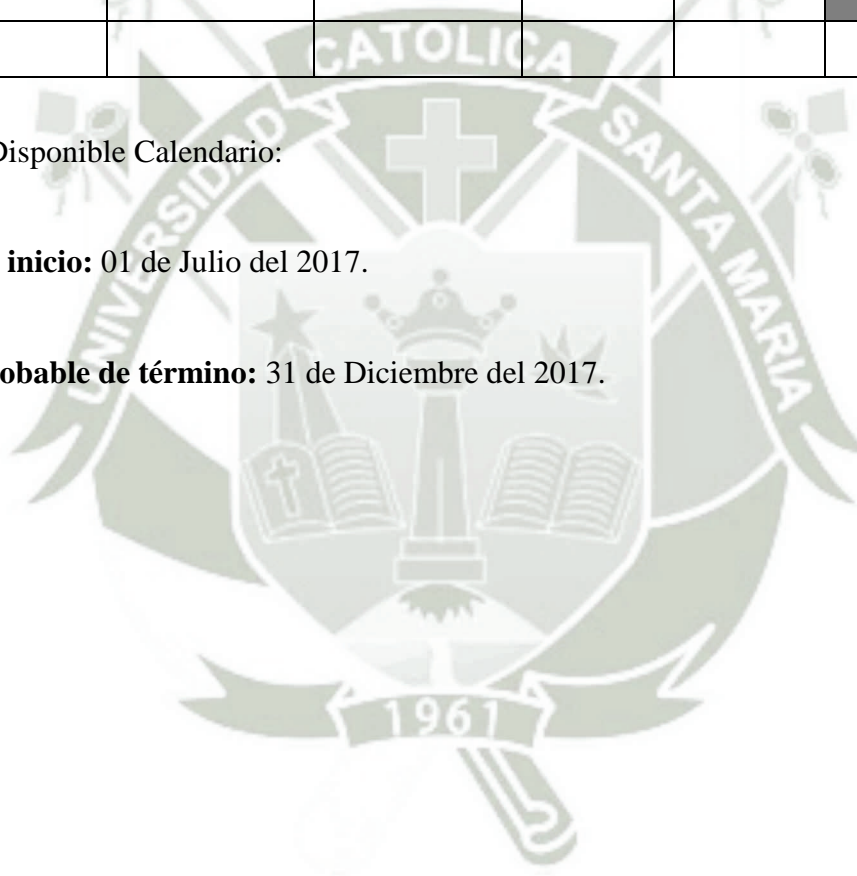 Disponible Calendario:
inicio: 01 de Julio del 2017.
obable de término: 31 de Diciembre del 2017.
UNIVERSIDAD CATOLICA SANTA MARIA
1961